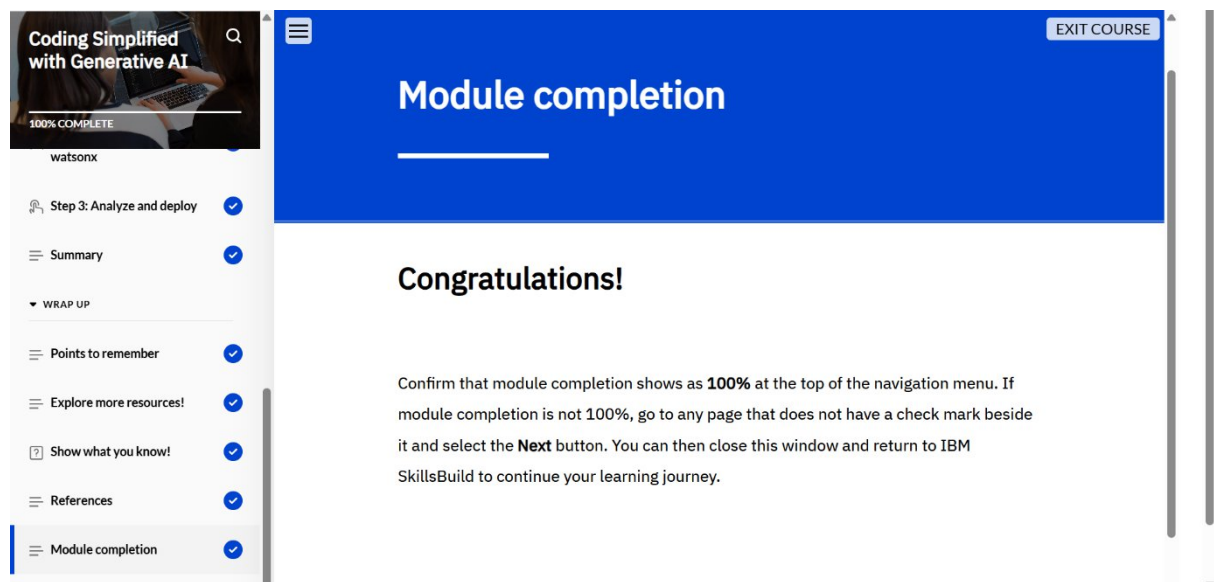 Coding Simplified
with Generative AI
100% COMPLETE
watsonx
Step 3: Analyze and deploy
Summary
WRAP UP
Points to remember
Explore more resources!
Show what you know!
References
Module completion
EXIT COURSE
Module completion
Congratulations!
Confirm that module completion shows as 100% at the top of the navigation menu. If
module completion is not 100%, go to any page that does not have a check mark beside
it and select the Next button. You can then close this window and return to IBM
SkillsBuild to continue your learning journey.